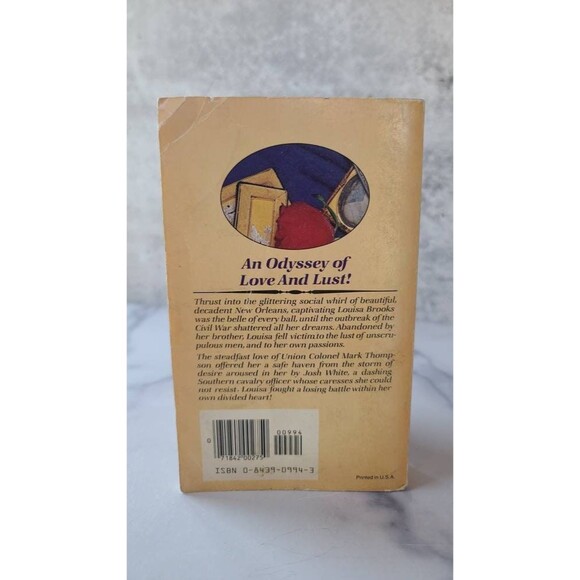 An Odyssey of
Love And Lust!
Thrust into the glittering social whirl of beautiful,
decadent New Orleans, captivating Louisa Brooks
was the belle of every ball, until the outbreak of the
Civil War shattered all her dreams. Abandoned by
her brother, Louisa fell victim to the lust of unscru-
pulous men, and to her own passions.
The steadfast love of Union Colonel Mark Thomp-
son offered her a safe haven from the storm of
desire aroused in her by Josh White, a dashing
Southern cavalry officer whose caresses she could
not resist. Louisa fought a losing battle within her
own divided heart!
00994
0
71842 00275
ISBN 0-8439-0994-3
Printed in U.S.A.